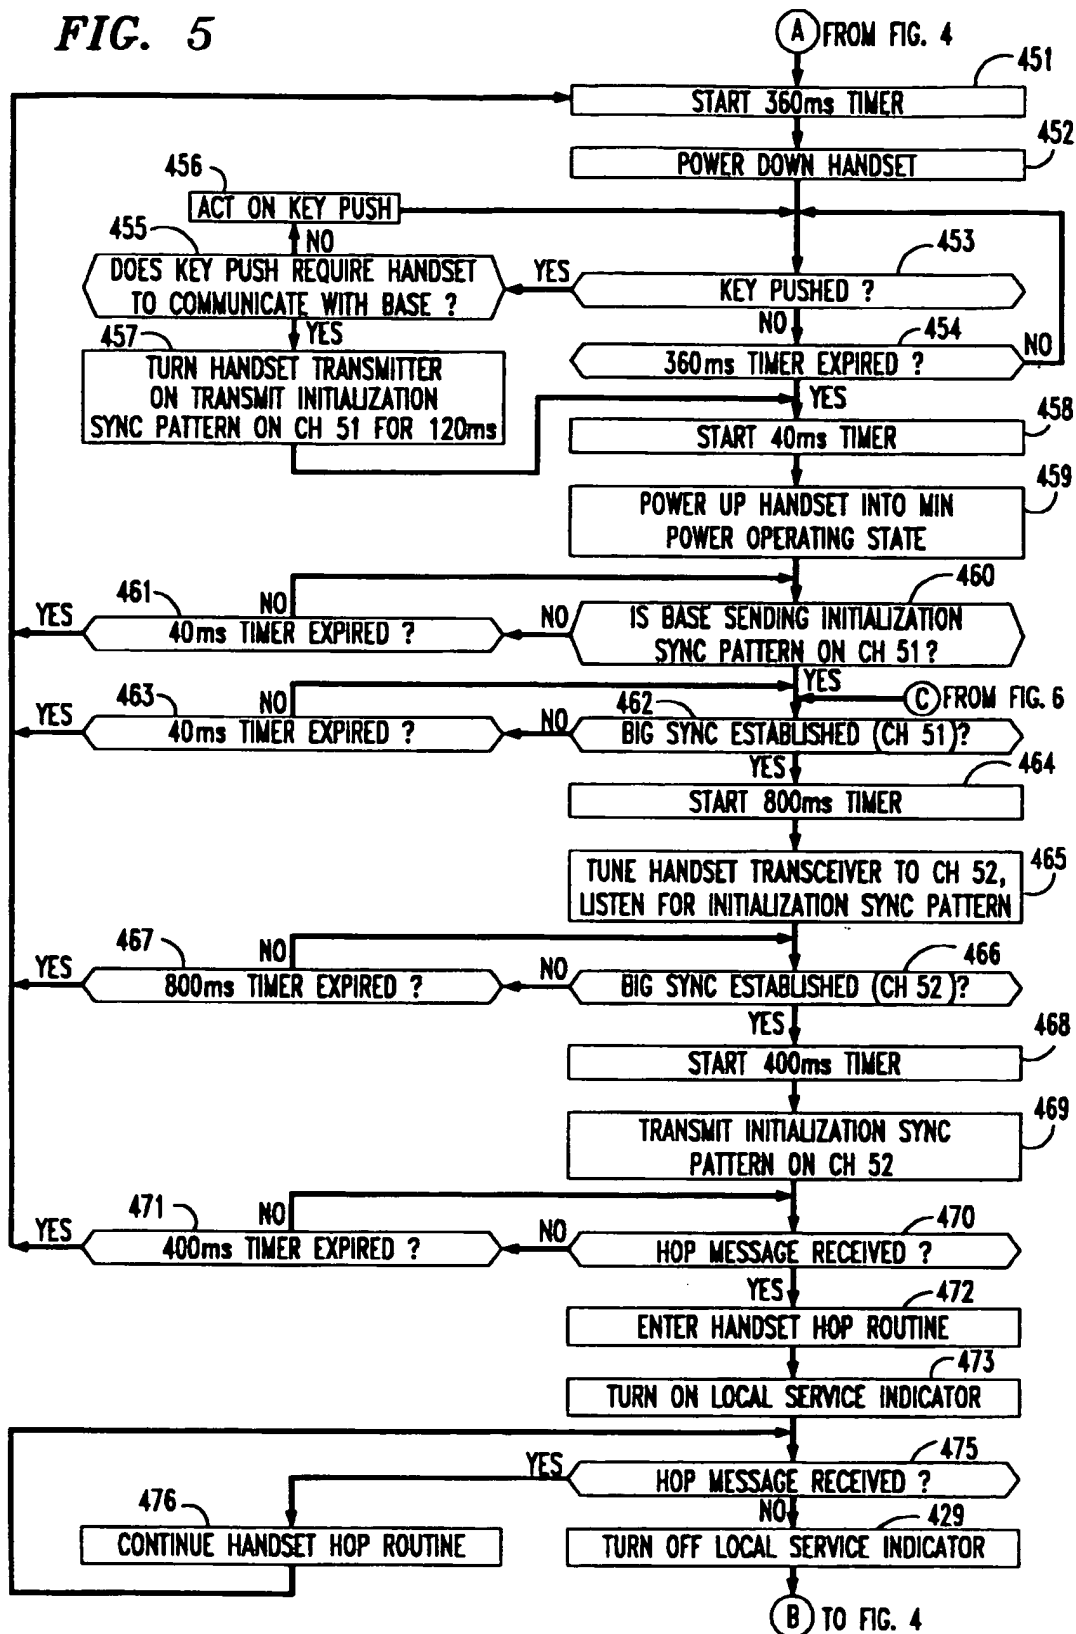 FIG. 5
A FROM FIG. 4
451
START 360ms TIMER
452
POWER DOWN HANDSET
456
ACT ON KEY PUSH
455
NO
453
DOES KEY PUSH REQUIRE HANDSET
TO COMMUNICATE WITH BASE ?
YES
KEY PUSHED ?
457
YES
NO
454
TURN HANDSET TRANSMITTER
ON TRANSMIT INITIALIZATION
SYNC PATTERN ON CH 51 FOR 120ms
360ms TIMER EXPIRED ?
NO
YES
458
START 40ms TIMER
459
POWER UP HANDSET INTO MIN
POWER OPERATING STATE
461
NO
460
YES
40ms TIMER EXPIRED ?
NO
IS BASE SENDING INITIALIZATION
SYNC PATTERN ON CH 51?
YES
463
NO
462
C FROM FIG. 6
YES
40ms TIMER EXPIRED ?
NO
BIG SYNC ESTABLISHED (CH 51)?
YES
464
START 800ms TIMER
465
TUNE HANDSET TRANSCEIVER TO CH 52,
LISTEN FOR INITIALIZATION SYNC PATTERN
467
NO
466
YES
800ms TIMER EXPIRED ?
NO
BIG SYNC ESTABLISHED (CH 52)?
YES
468
START 400ms TIMER
469
TRANSMIT INITIALIZATION SYNC
PATTERN ON CH 52
471
NO
470
YES
400ms TIMER EXPIRED ?
NO
HOP MESSAGE RECEIVED ?
YES
472
ENTER HANDSET HOP ROUTINE
473
TURN ON LOCAL SERVICE INDICATOR
475
YES
HOP MESSAGE RECEIVED ?
476
NO
429
CONTINUE HANDSET HOP ROUTINE
TURN OFF LOCAL SERVICE INDICATOR
B TO FIG. 4